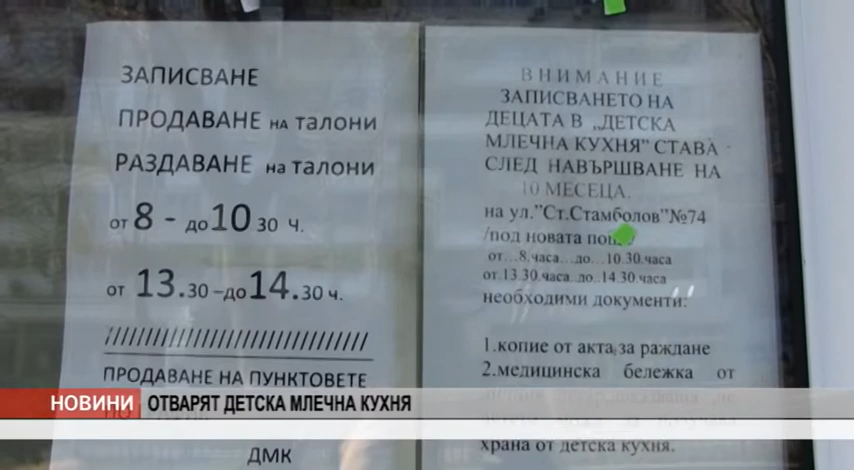 ЗАПИСВАНЕ
ПРОДАВАНЕ на талони
РАЗДАВАНЕ на талони
от 8 - до 10 30 ч.
от 13.30 –до 14.30 ч.
//////////////////////////////////
ПРОДАВАНЕ НА ПУНКТОВЕТЕ
ДМК
ВНИМАНИЕ
ЗАПИСВАНЕТО НА
ДЕЦАТА В „ДЕТСКА
МЛЕЧНА КУХНЯ" СТАВА
СЛЕД НАВЪРШВАНЕ НА
10 МЕСЕЦА.
на ул."Ст.Стамболов"№74
/под новата
от...8.часа...до...10.30.часа
от.13.30.часа..до..14.30.часа
необходими документи:
1.копие от акта за раждане
2.медицинска бележка от
храна от детска кухня.
НОВИНИ ОТВАРЯТ ДЕТСКА МЛЕЧНА КУХНЯ